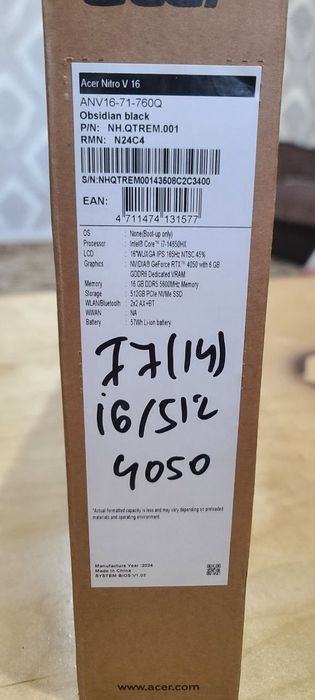 acer
Acer Nitro V 16
ANV16-71-760Q
Obsidian black
P/N: NH.QTREM.001
RMN: N24C4
S/N:NHQTREM00143508C2C3400
EAN:
4 711474 131577
OS : None(Boot-up only)
Processor : Intel® Core™ i7-14650HX
LCD : 16"WUXGA IPS 165Hz NTSC 45%
Graphics : NVIDIA® GeForce RTX™ 4050 with 6 GB
GDDR6 Dedicated VRAM
Memory : 16 GB DDR5 5600MHz Memory
Storage : 512GB PCIe NVMe SSD
WLAN/Bluetooth : 2x2 AX+BT
WWAN : NA
Battery : 57Wh Li-ion battery
77(14)
i6/512
4050
*Actual formatted capacity is less and may vary depending on preloaded
materials and operating environment.
Manufacture Year :2024
Made In China
SYSTEM BIOS:V1.03
www.acer.com